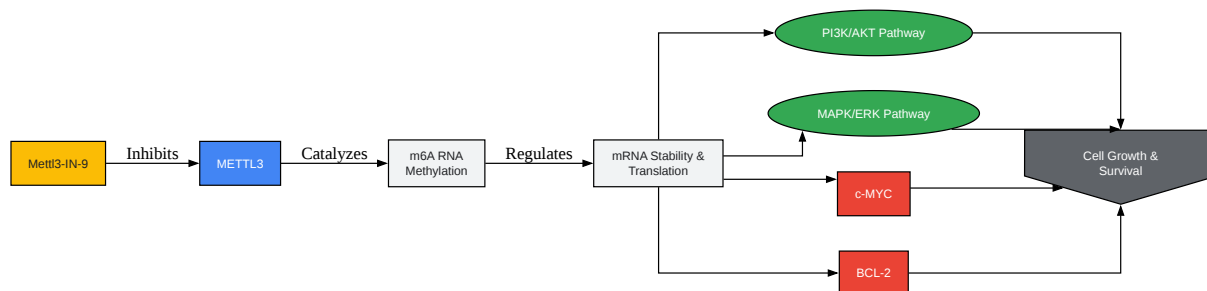 PI3K/AKT Pathway
MAPK/ERK Pathway
Mettl3-IN-9
Inhibits
METTL3
Catalyzes
m6A RNA
Methylation
Regulates
mRNA Stability &
Translation
c-MYC
BCL-2
Cell Growth &
Survival